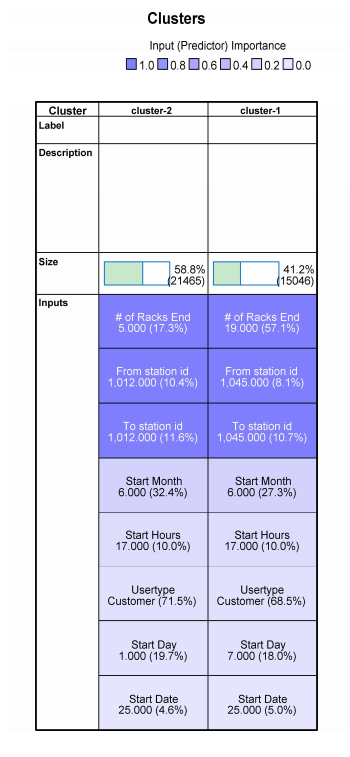 Clusters
Input (Predictor) Importance
1.0 0.8 0.6 0.4 0.2 0.0
Cluster cluster-2 cluster-1
Label
Description
Size 58.8% 41.2%
(21465) (15046)
Inputs
# of Racks End # of Racks End
5.000 (17.3%) 19.000 (57.1%)
From station id From station id
1,012.000 (10.4%) 1,045.000 (8.1%)
To station id To station id
1,012.000 (11.6%) 1,045.000 (10.7%)
Start Month Start Month
6.000 (32.4%) 6.000 (27.3%)
Start Hours Start Hours
17.000 (10.0%) 17.000 (10.0%)
Usertype Usertype
Customer (71.5%) Customer (68.5%)
Start Day Start Day
1.000 (19.7%) 7.000 (18.0%)
Start Date Start Date
25.000 (4.6%) 25.000 (5.0%)